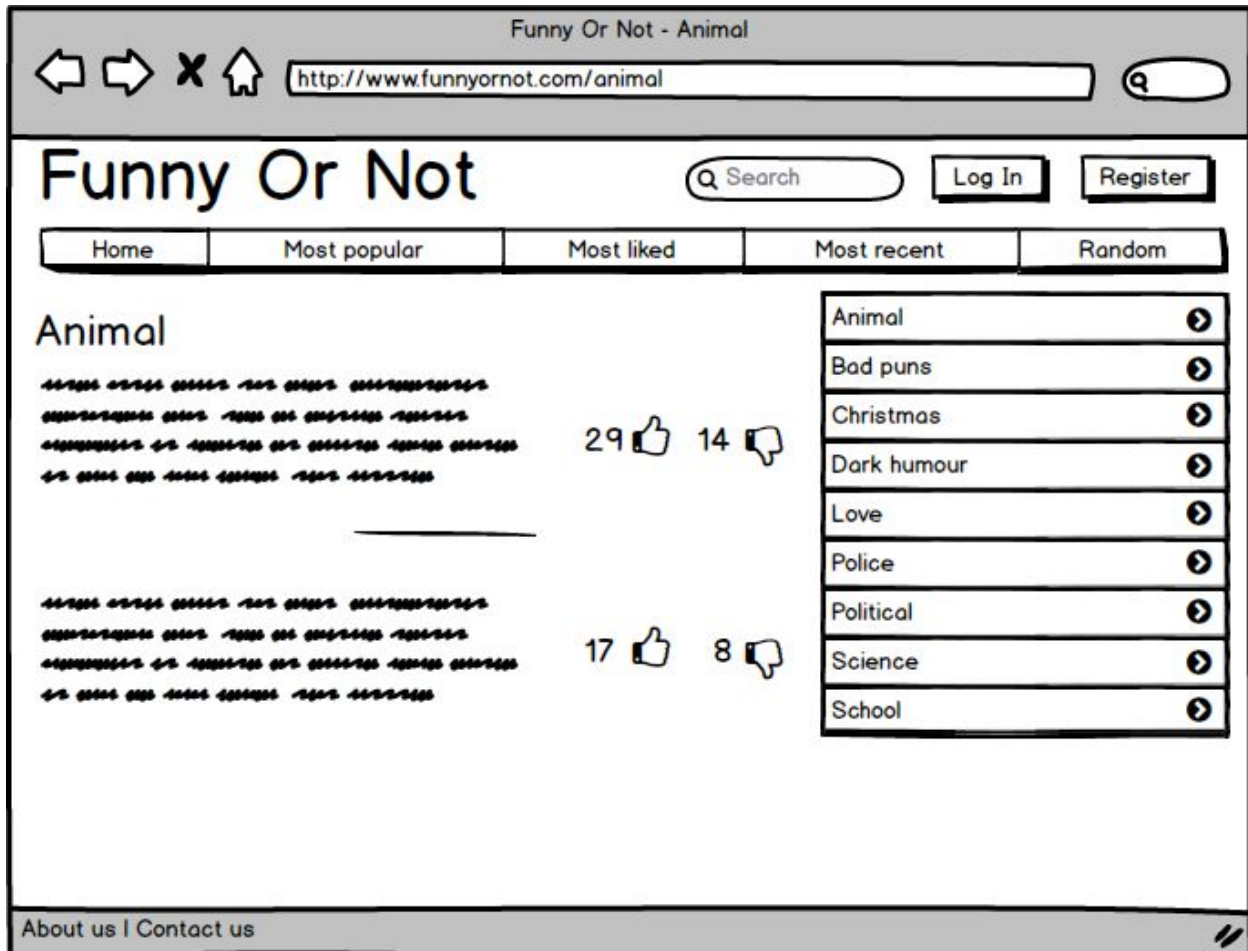 Funny Or Not - Animal
http://www.funnyornot.com/animal
Funny Or Not
Search
Log In
Register
Home Most popular Most liked Most recent Random
Animal
29 14
17 8
Animal
Bad puns
Christmas
Dark humour
Love
Police
Political
Science
School
About us | Contact us